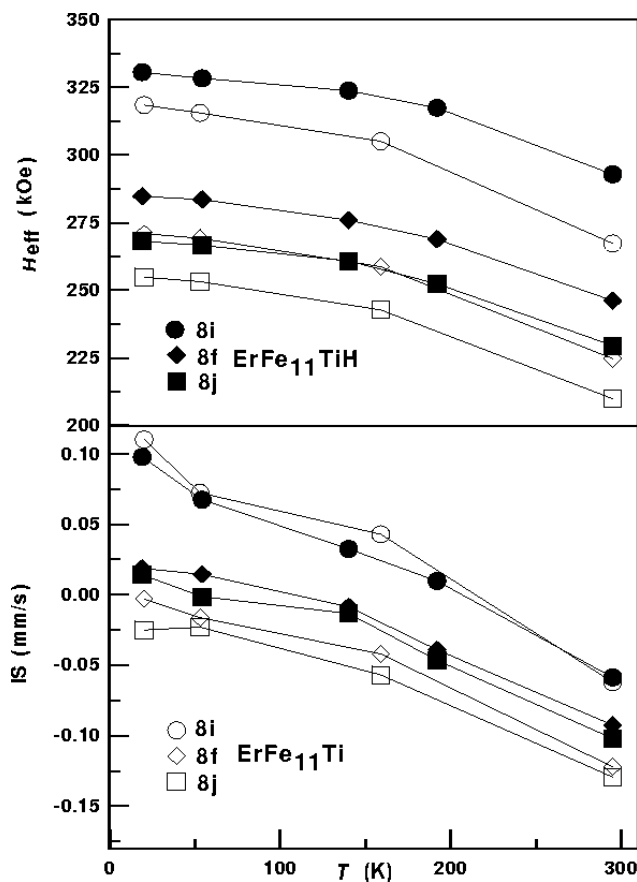 350
325
300
275
250
225
200
Heff (kOe)
8i
8f ErFe11TiH
8j
0.10
0.05
0.00
-0.05
-0.10
-0.15
IS (mm/s)
8i
8f ErFe11Ti
8j
0 100 200 300
T (K)